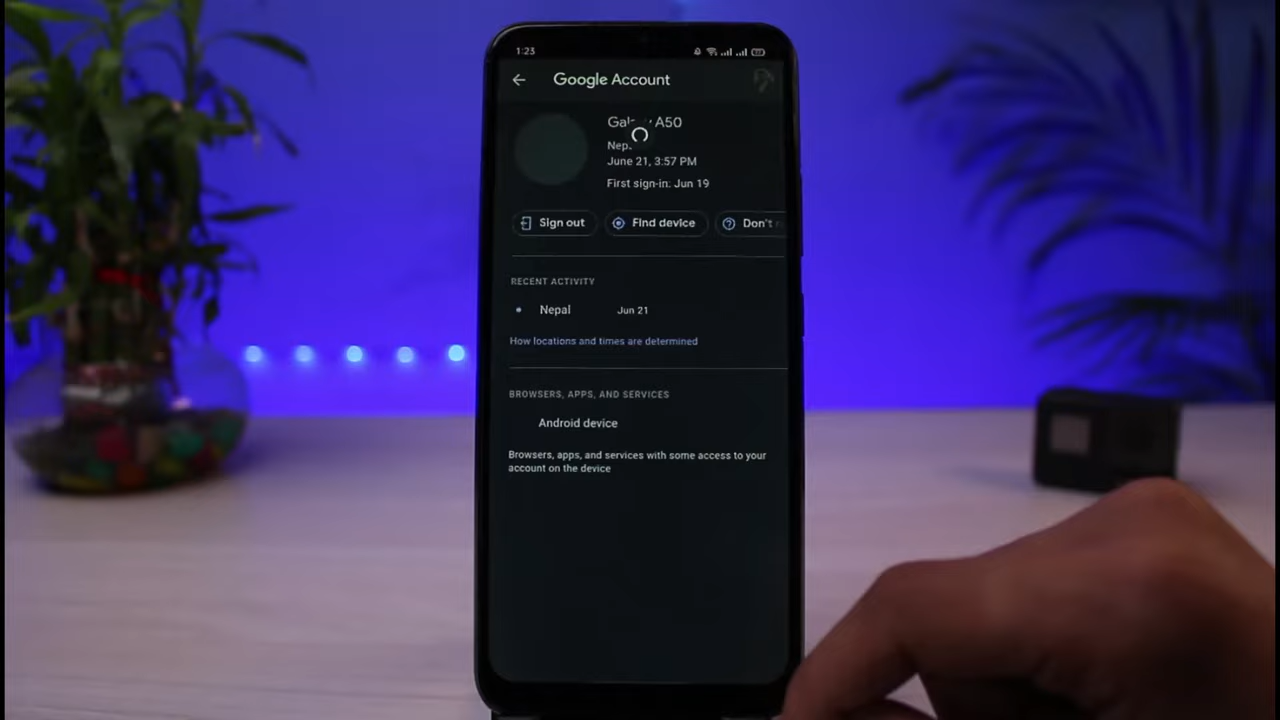 1:23
Google Account
A50
June 21, 3:57 PM
First sign-in: Jun 19
Sign out
Find device
Don't
RECENT ACTIVITY
Nepal
Jun 21
How locations and times are determined
BROWSERS, APPS, AND SERVICES
Android device
Browsers, apps, and services with some access to your
account on the device